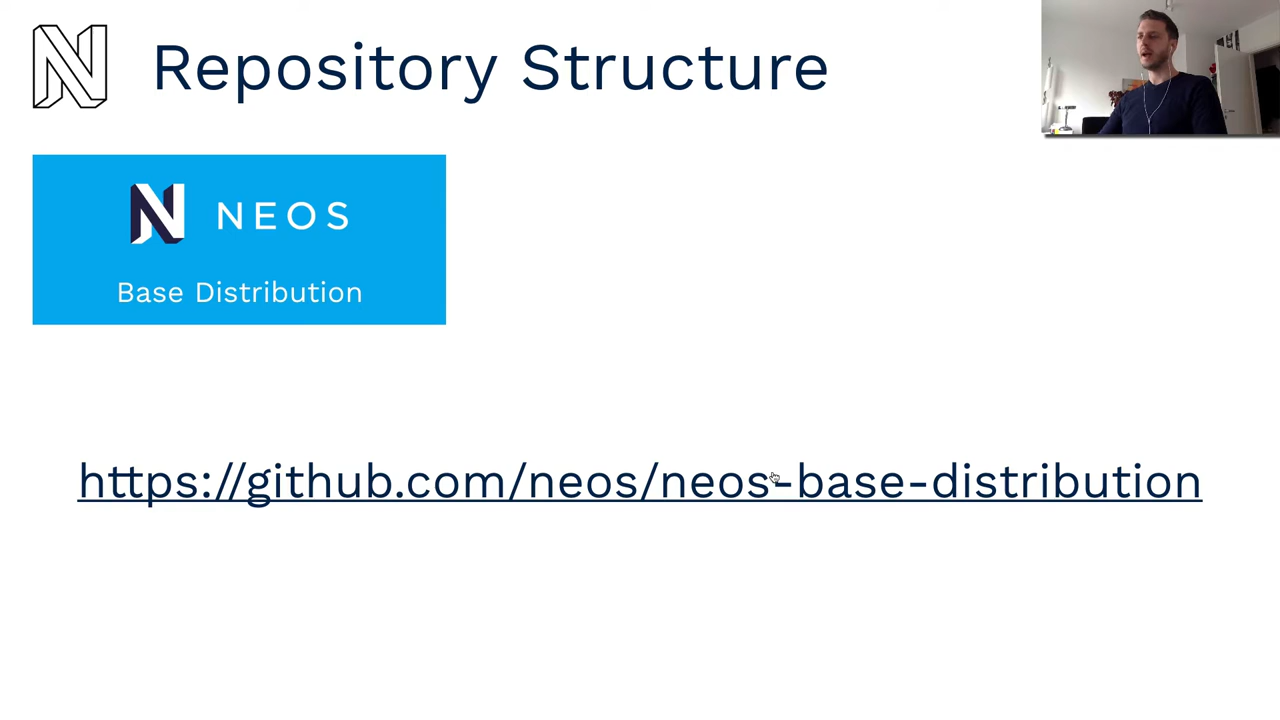 Repository Structure
NEOS
Base Distribution
https://github.com/neos/neos-base-distribution